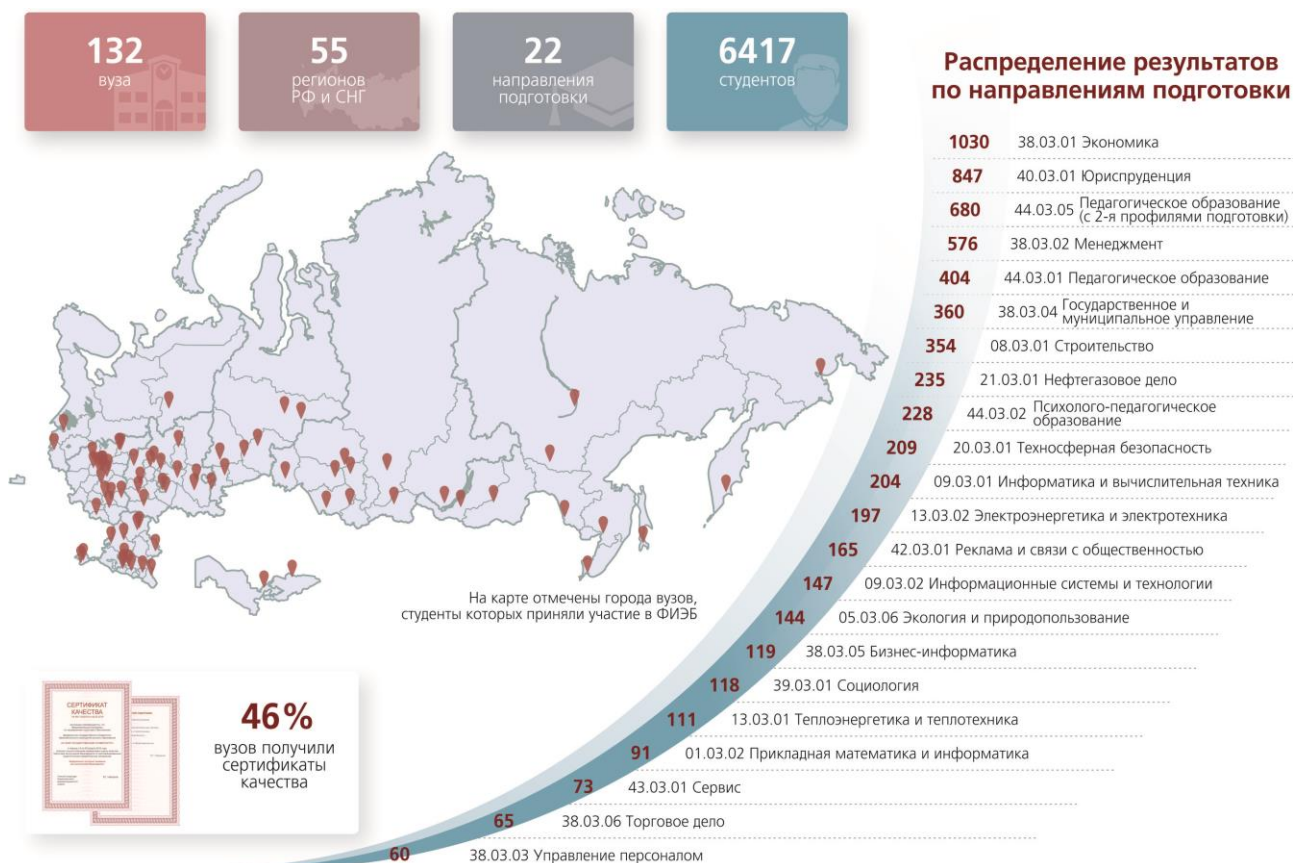 132
вуза
55
регионов
РФ и СНГ
22
направления
подготовки
6417
студентов
Распределение результатов
по направлениям подготовки
1030 38.03.01 Экономика
847 40.03.01 Юриспруденция
680 44.03.05 Педагогическое образование
(с 2-я профилями подготовки)
576 38.03.02 Менеджмент
404 44.03.01 Педагогическое образование
360 38.03.04 Государственное и
муниципальное управление
354 08.03.01 Строительство
235 21.03.01 Нефтегазовое дело
228 44.03.02 Психолого-педагогическое
образование
209 20.03.01 Техносферная безопасность
204 09.03.01 Информатика и вычислительная техника
197 13.03.02 Электроэнергетика и электротехника
165 42.03.01 Реклама и связи с общественностью
147 09.03.02 Информационные системы и технологии
144 05.03.06 Экология и природопользование
119 38.03.05 Бизнес-информатика
118 39.03.01 Социология
111 13.03.01 Теплоэнергетика и теплотехника
91 01.03.02 Прикладная математика и информатика
73 43.03.01 Сервис
65 38.03.06 Торговое дело
60 38.03.03 Управление персоналом
На карте отмечены города вузов,
студенты которых приняли участие в ФИЭБ
СЕРТИФИКАТ
КАЧЕСТВА
46%
вузов получили
сертификаты
качества